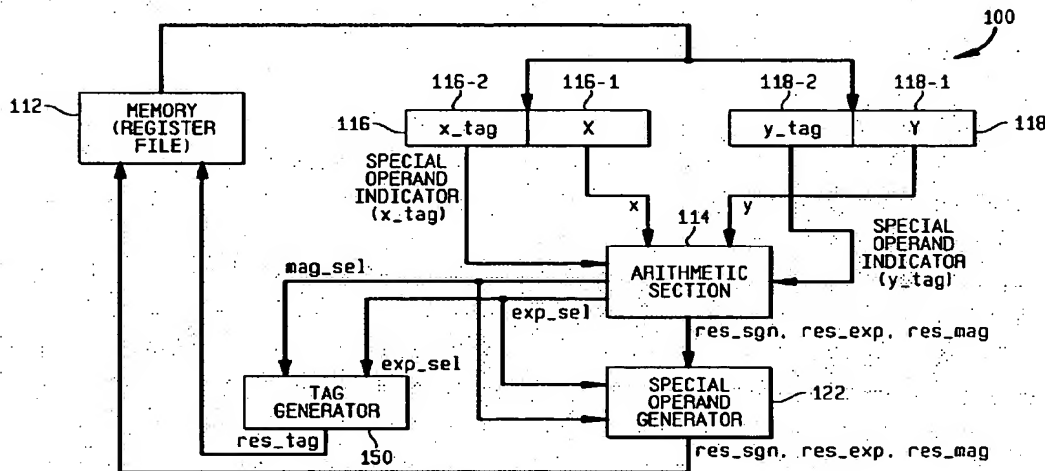 100
116-2
116-1
118-2
118-1
112
MEMORY
(REGISTER
FILE)
116
x_tag
X
y_tag
Y
118
SPECIAL
OPERAND
INDICATOR
(x_tag)
x
y
114
SPECIAL
OPERAND
INDICATOR
(y_tag)
ARITHMETIC
SECTION
mag_sel
exp_sel
res_sgn, res_exp, res_mag
exp_sel
TAG
GENERATOR
SPECIAL
OPERAND
GENERATOR
122
res_tag
150
res_sgn, res_exp, res_mag